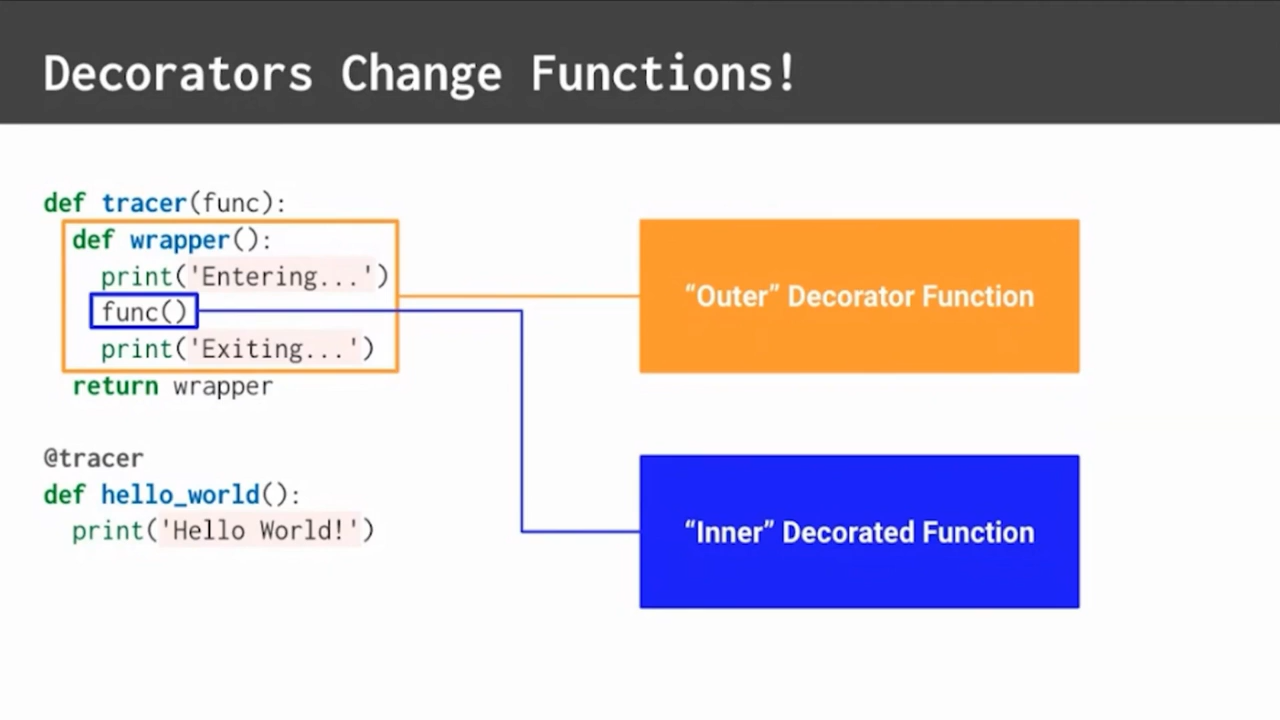 Decorators Change Functions!
def tracer(func):
  def wrapper():
    print('Entering...')
    func()
    print('Exiting...')
  return wrapper
@tracer
def hello_world():
  print('Hello World!')
“Outer” Decorator Function
“Inner” Decorated Function